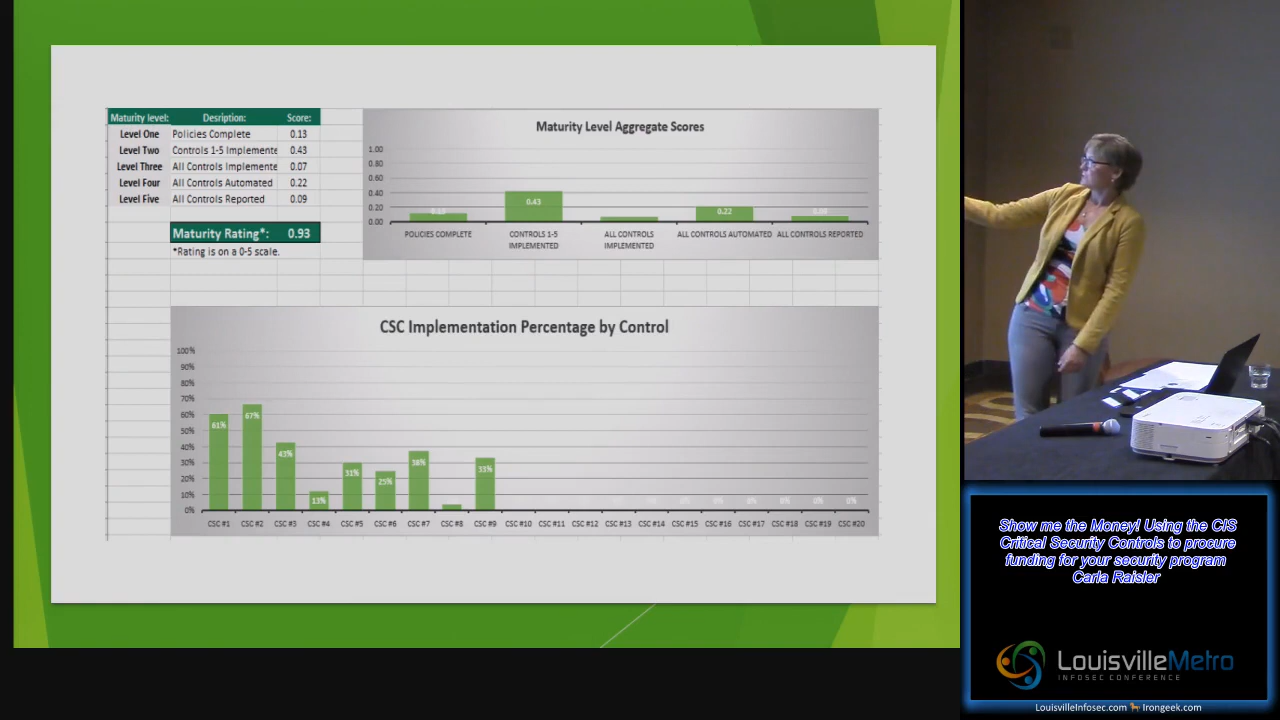 Maturity level: Desription: Score:
Level One Policies Complete 0.13
Level Two Controls 1-5 Implemente 0.43
Level Three All Controls Implemente 0.07
Level Four All Controls Automated 0.22
Level Five All Controls Reported 0.09
Maturity Rating*: 0.93
*Rating is on a 0-5 scale.
Maturity Level Aggregate Scores
1.00
0.80
0.60
0.40
0.20
0.00
0.13 0.43 0.22 0.09
POLICIES COMPLETE CONTROLS 1-5 IMPLEMENTED ALL CONTROLS IMPLEMENTED ALL CONTROLS AUTOMATED ALL CONTROLS REPORTED
CSC Implementation Percentage by Control
100%
90%
80%
70%
60%
50%
40%
30%
20%
10%
0%
61% 67% 43% 13% 31% 25% 38% 33% 0% 0% 0% 0% 0% 0%
CSC #1 CSC #2 CSC #3 CSC #4 CSC #5 CSC #6 CSC #7 CSC #8 CSC #9 CSC #10 CSC #11 CSC #12 CSC #13 CSC #14 CSC #15 CSC #16 CSC #17 CSC #18 CSC #19 CSC #20
Show me the Money! Using the CIS
Critical Security Controls to procure
funding for your security program
Carla Raisler
LouisvilleMetro
INFOSEC CONFERENCE
LouisvilleInfosec.com Irongeek.com